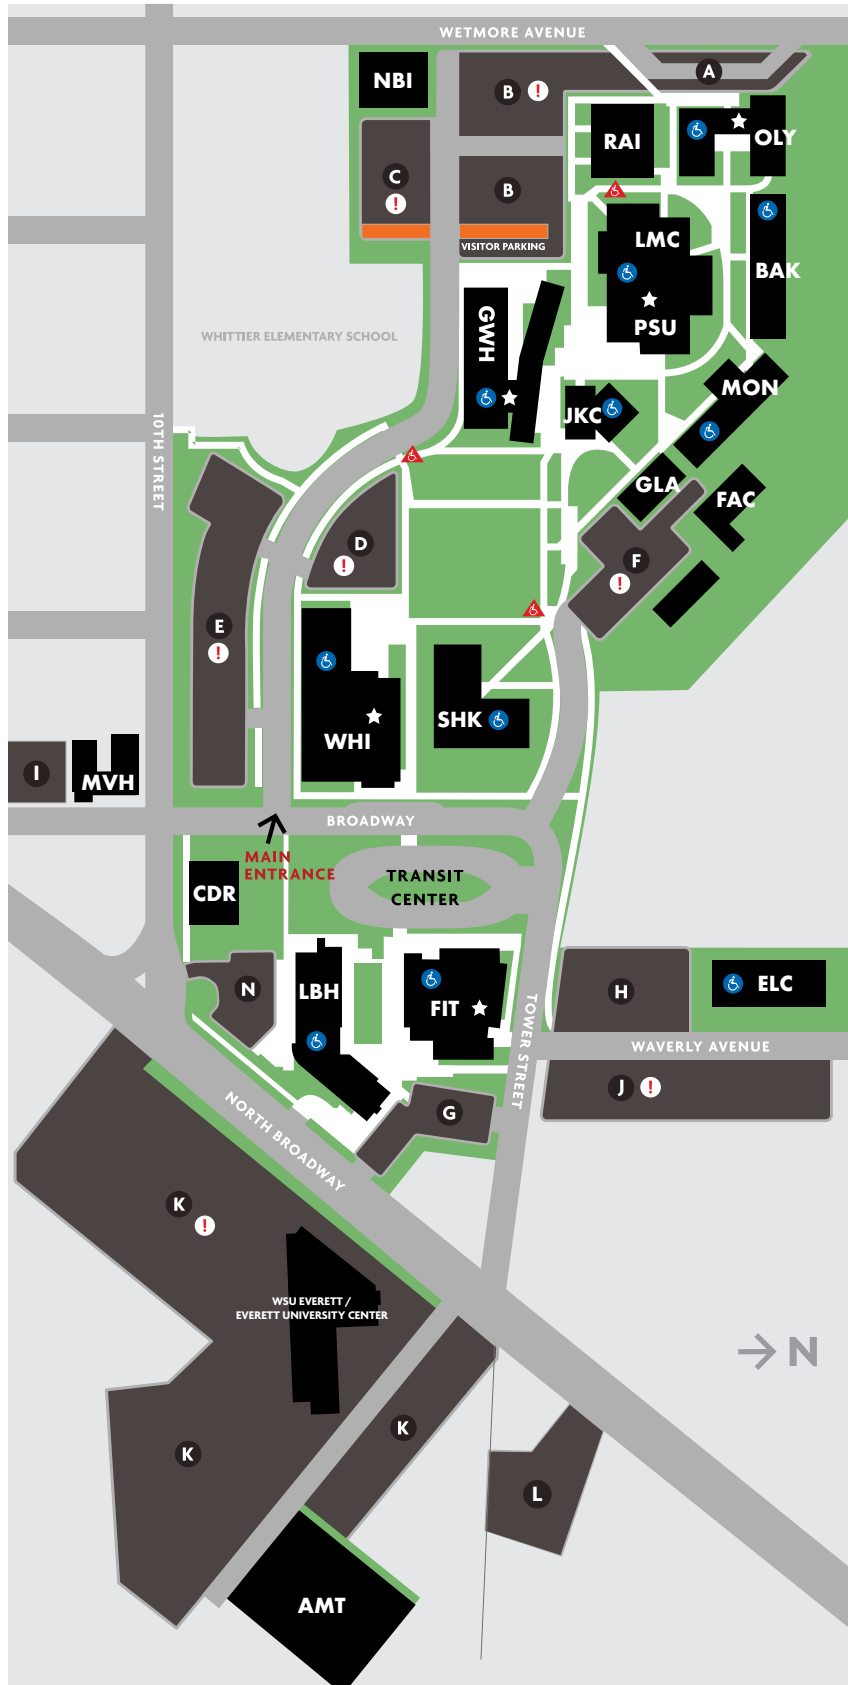 WETMORE AVENUE
A
NBI
B !
RAI
OLY
C
!
B
VISITOR PARKING
LMC
PSU
BAK
WHITTIER ELEMENTARY SCHOOL
GWH
MON
JKC
10TH STREET
GLA
FAC
D
!
F
!
E
!
WHI
SHK
I
MVH
BROADWAY
MAIN
ENTRANCE
TRANSIT
CENTER
CDR
N
LBH
FIT
H
ELC
TOWER STREET
WAVERLY AVENUE
J !
G
NORTH BROADWAY
K
!
WSU EVERETT /
EVERETT UNIVERSITY CENTER
N
K
K
L
AMT